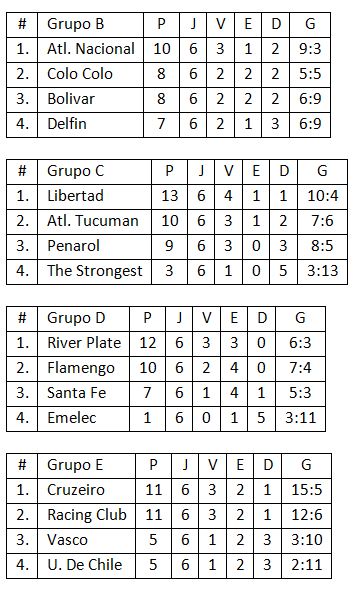 # Grupo B P J V E D G
1. Atl. Nacional 10 6 3 1 2 9:3
2. Colo Colo 8 6 2 2 2 5:5
3. Bolivar 8 6 2 2 2 6:9
4. Delfin 7 6 2 1 3 6:9
# Grupo C P J V E D G
1. Libertad 13 6 4 1 1 10:4
2. Atl. Tucuman 10 6 3 1 2 7:6
3. Penarol 9 6 3 0 3 8:5
4. The Strongest 3 6 1 0 5 3:13
# Grupo D P J V E D G
1. River Plate 12 6 3 3 0 6:3
2. Flamengo 10 6 2 4 0 7:4
3. Santa Fe 7 6 1 4 1 5:3
4. Emelec 1 6 0 1 5 3:11
# Grupo E P J V E D G
1. Cruzeiro 11 6 3 2 1 15:5
2. Racing Club 11 6 3 2 1 12:6
3. Vasco 5 6 1 2 3 3:10
4. U. De Chile 5 6 1 2 3 2:11